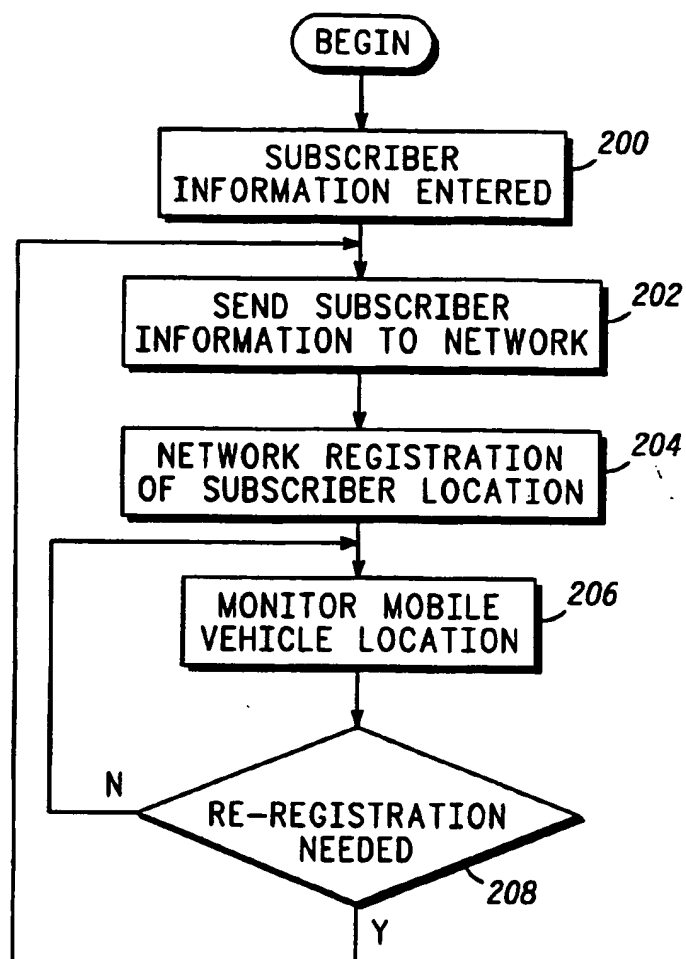 BEGIN
SUBSCRIBER
INFORMATION ENTERED
200
SEND SUBSCRIBER
INFORMATION TO NETWORK
202
NETWORK REGISTRATION
OF SUBSCRIBER LOCATION
204
MONITOR MOBILE
VEHICLE LOCATION
206
N
RE-REGISTRATION
NEEDED
208
Y